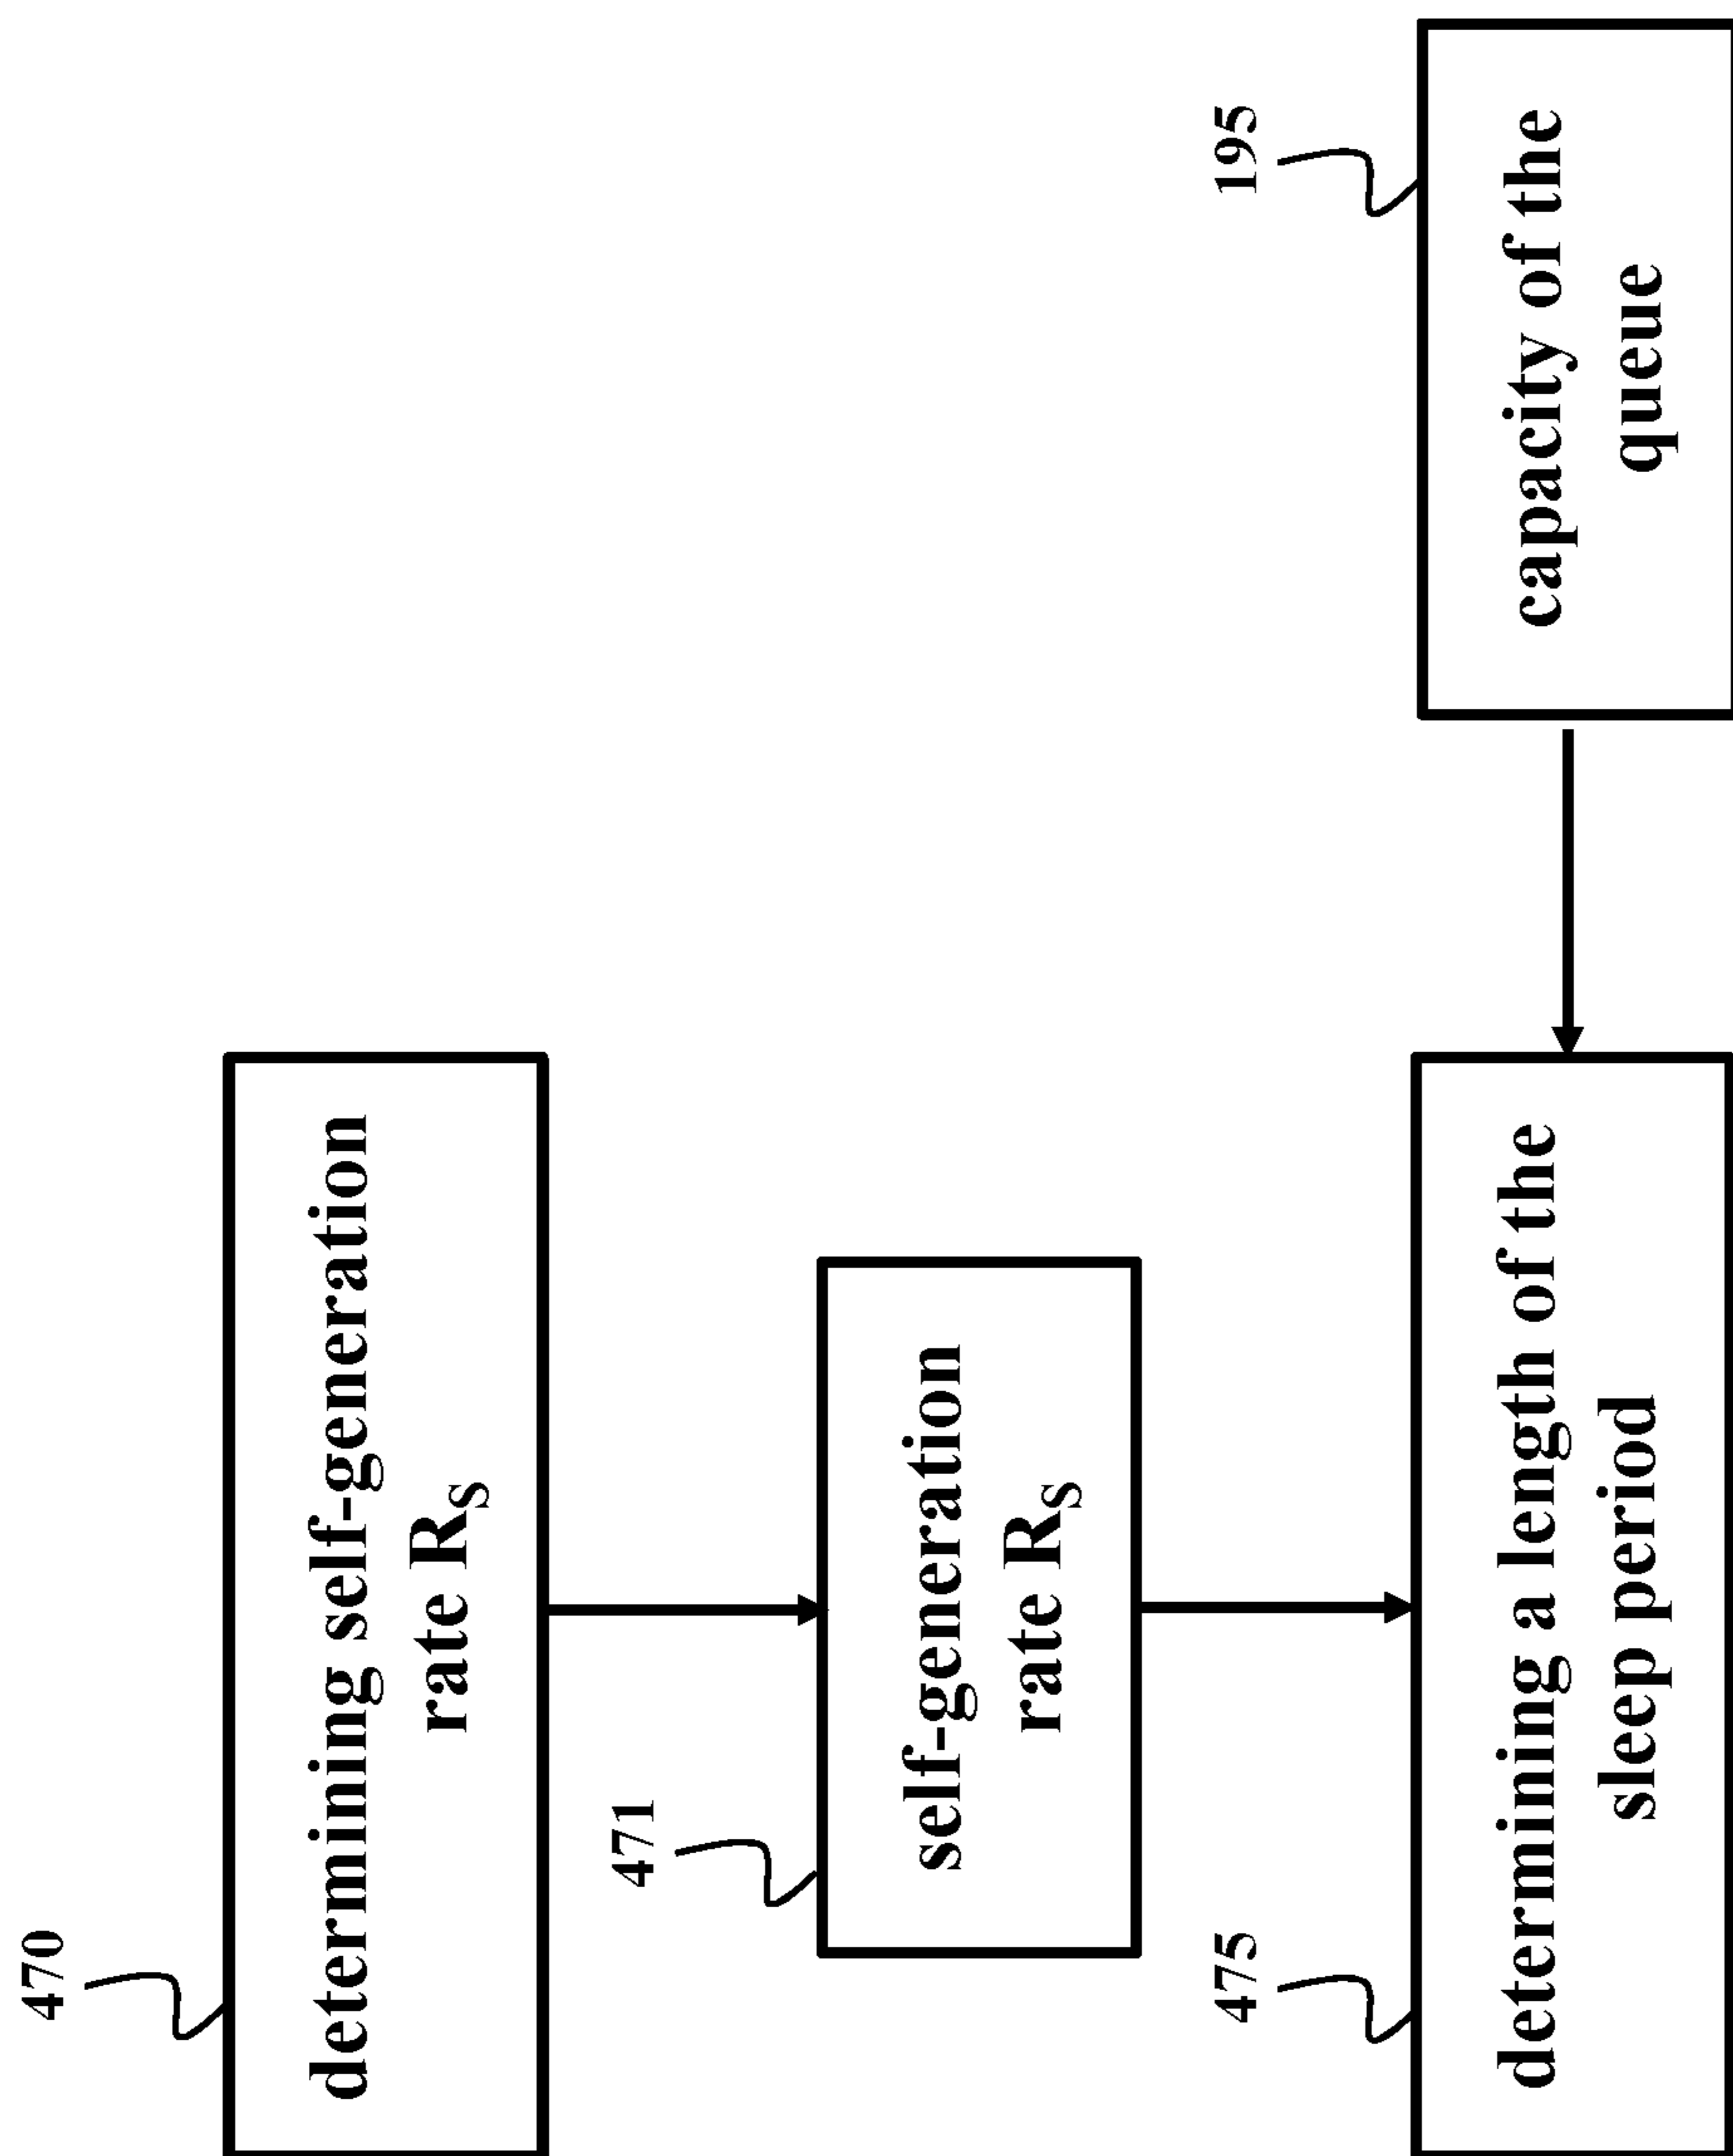 470
determining self-generation
rate R_S
471
self-generation
rate R_S
475
determining a length of the
sleep period
195
capacity of the
queue